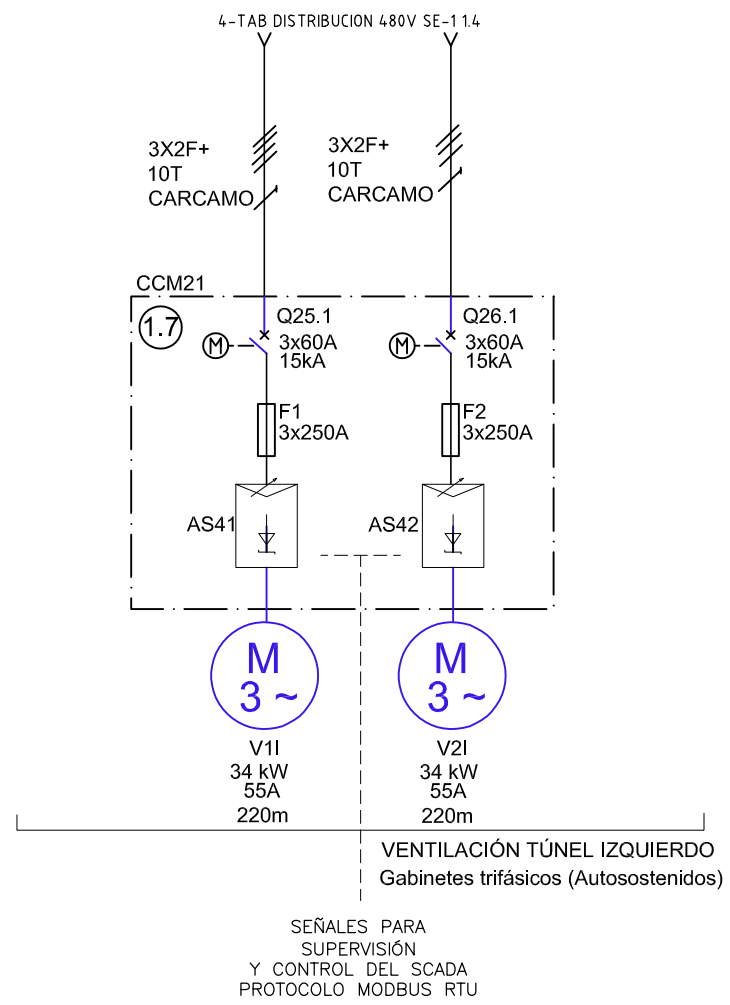 4-TAB DISTRIBUCION 480V SE-1 1.4
3X2F+
10T
CARCAMO
3X2F+
10T
CARCAMO
CCM21
1.7
M
Q25.1
3x60A
15kA
M
Q26.1
3x60A
15kA
F1
3x250A
F2
3x250A
AS41
AS42
M
3 ~
M
3 ~
V1I
34 kW
55A
220m
V2I
34 kW
55A
220m
VENTILACIÓN TÚNEL IZQUIERDO
Gabinetes trifásicos (Autosostenidos)
SEÑALES PARA
SUPERVISIÓN
Y CONTROL DEL SCADA
PROTOCOLO MODBUS RTU